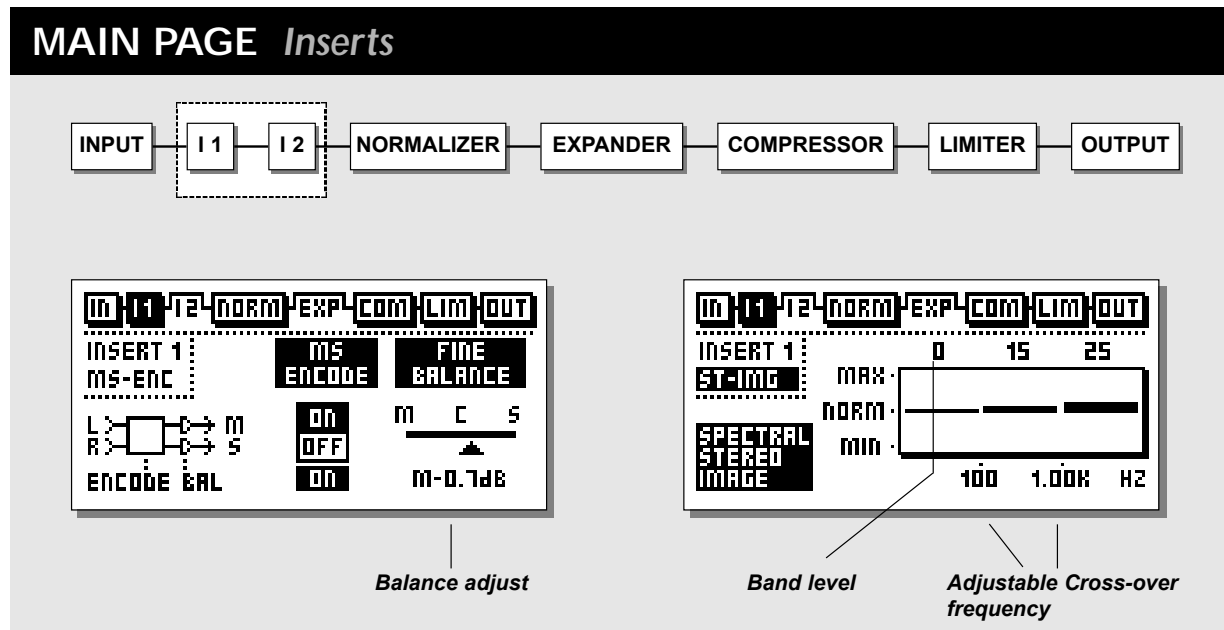 MAIN PAGE Inserts
INPUT I 1 I 2 NORMALIZER EXPANDER COMPRESSOR LIMITER OUTPUT
IN I1 I2 NORM EXP COM LIM OUT
INSERT 1
MS-ENC
MS ENCODE
FINE BALANCE
L M
R S
ENCODE BAL
ON
OFF
ON
M C S
M-0.7dB
Balance adjust
IN I1 I2 NORM EXP COM LIM OUT
INSERT 1
ST-IMG
SPECTRAL
STEREO
IMAGE
0 15 25
MAX
NORM
MIN
100 1.00K HZ
Band level
Adjustable Cross-over
frequency